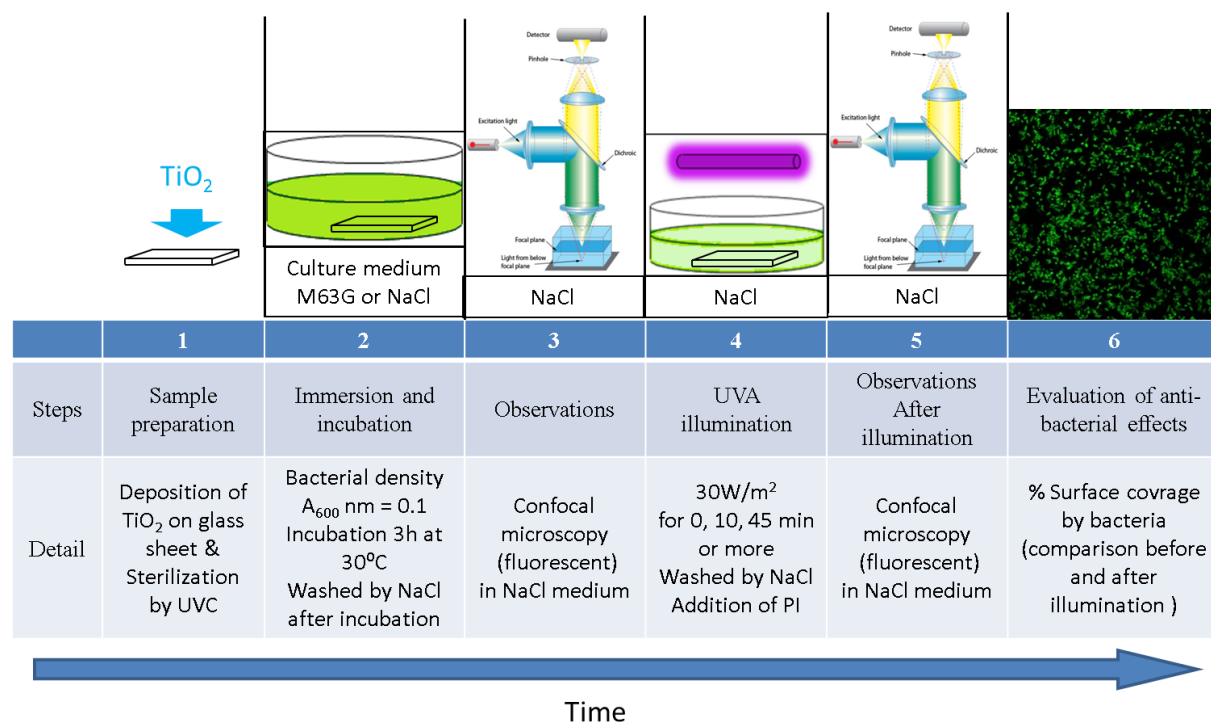 TiO2
Culture medium
M63G or NaCl
Detector
Pinhole
Excitation light
Dichroic
Focal plane
Light from below
focal plane
NaCl
NaCl
Detector
Pinhole
Excitation light
Dichroic
Focal plane
Light from below
focal plane
NaCl
1
2
3
4
5
6
Steps
Sample
preparation
Immersion and
incubation
Observations
UVA
illumination
Observations
After
illumination
Evaluation of anti-
bacterial effects
Detail
Deposition of
TiO2 on glass
sheet &
Sterilization
by UVC
Bacterial density
A600 nm = 0.1
Incubation 3h at
30⁰C
Washed by NaCl
after incubation
Confocal
microscopy
(fluorescent)
in NaCl medium
30W/m²
for 0, 10, 45 min
or more
Washed by NaCl
Addition of PI
Confocal
microscopy
(fluorescent)
in NaCl medium
% Surface covrage
by bacteria
(comparison before
and after
illumination )
Time